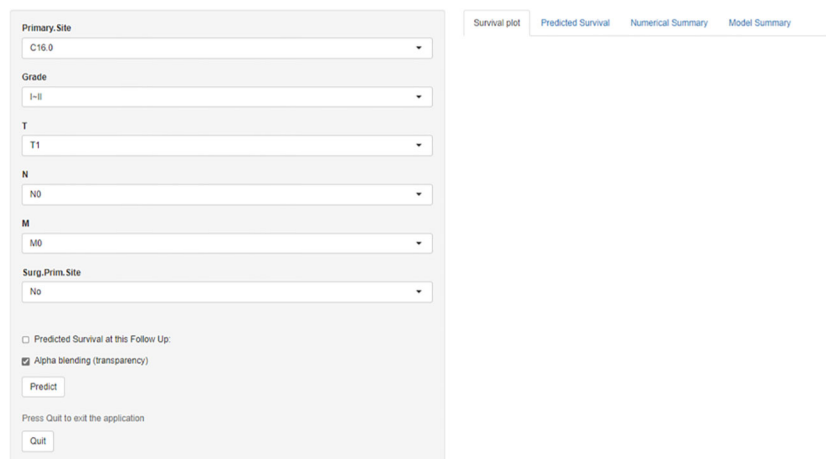 Primary.Site
C16.0
Grade
I~II
T
T1
N
N0
M
M0
Surg.Prim.Site
No
Predicted Survival at this Follow Up:
Alpha blending (transparency)
Predict
Press Quit to exit the application
Quit
Survival plot Predicted Survival Numerical Summary Model Summary